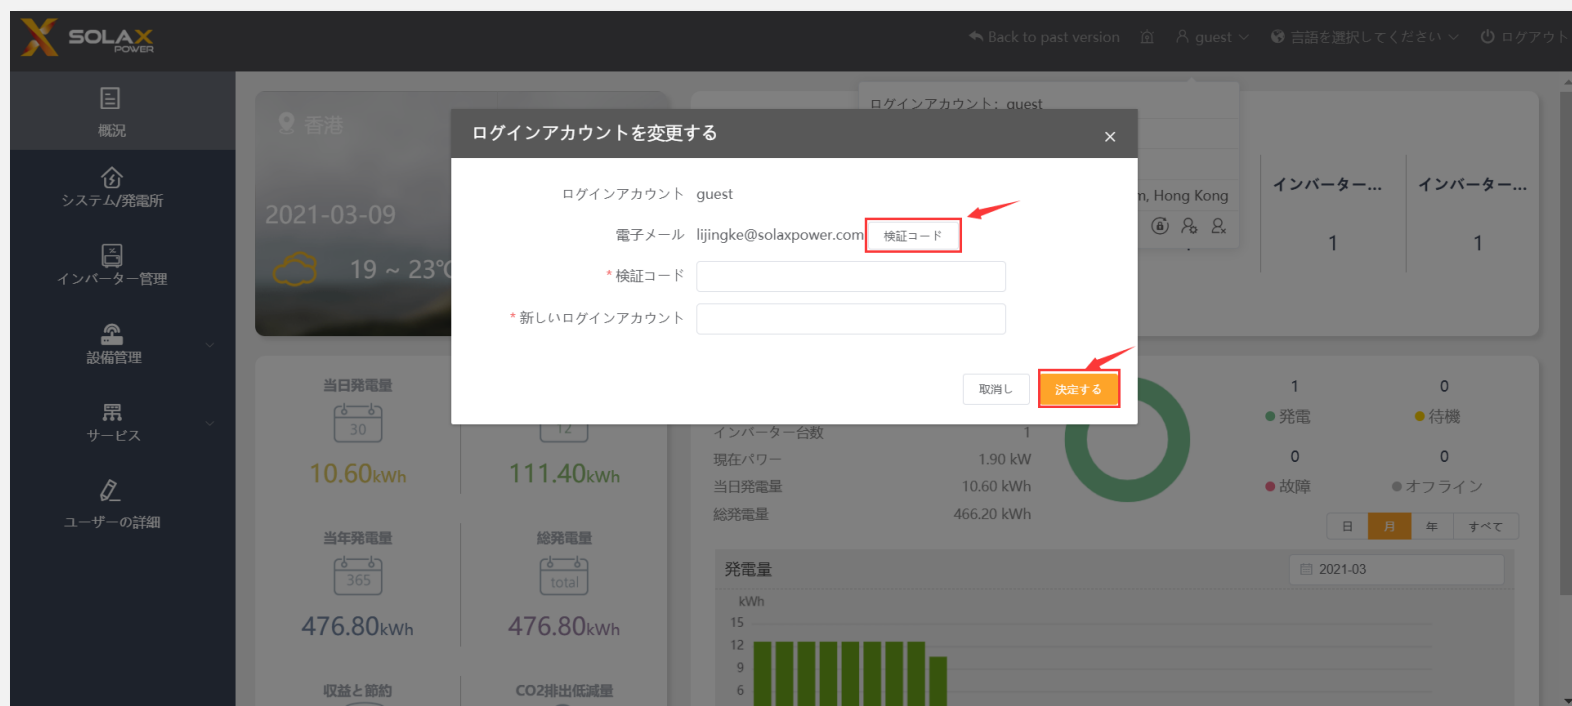 SOLAX
POWER
Back to past version
guest
言語を選択してください
ログアウト
概況
システム/発電所
インバーター管理
設備管理
サービス
ユーザーの詳細
香港
2021-03-09
19 ~ 23℃
ログインアカウント: guest
m, Hong Kong
インバーター...
インバーター...
1
1
ログインアカウントを変更する
×
ログインアカウント guest
電子メール lijingke@solaxpower.com 検証コード
* 検証コード
* 新しいログインアカウント
取消し 決定する
当日発電量
30
10.60kWh
12
111.40kWh
当年発電量
365
476.80kWh
総発電量
total
476.80kWh
収益と節約
CO2排出低減量
インバーター台数 1
現在パワー 1.90 kW
当日発電量 10.60 kWh
総発電量 466.20 kWh
1
発電
0
待機
0
故障
0
オフライン
日 月 年 すべて
発電量
2021-03
kWh
15
12
9
6